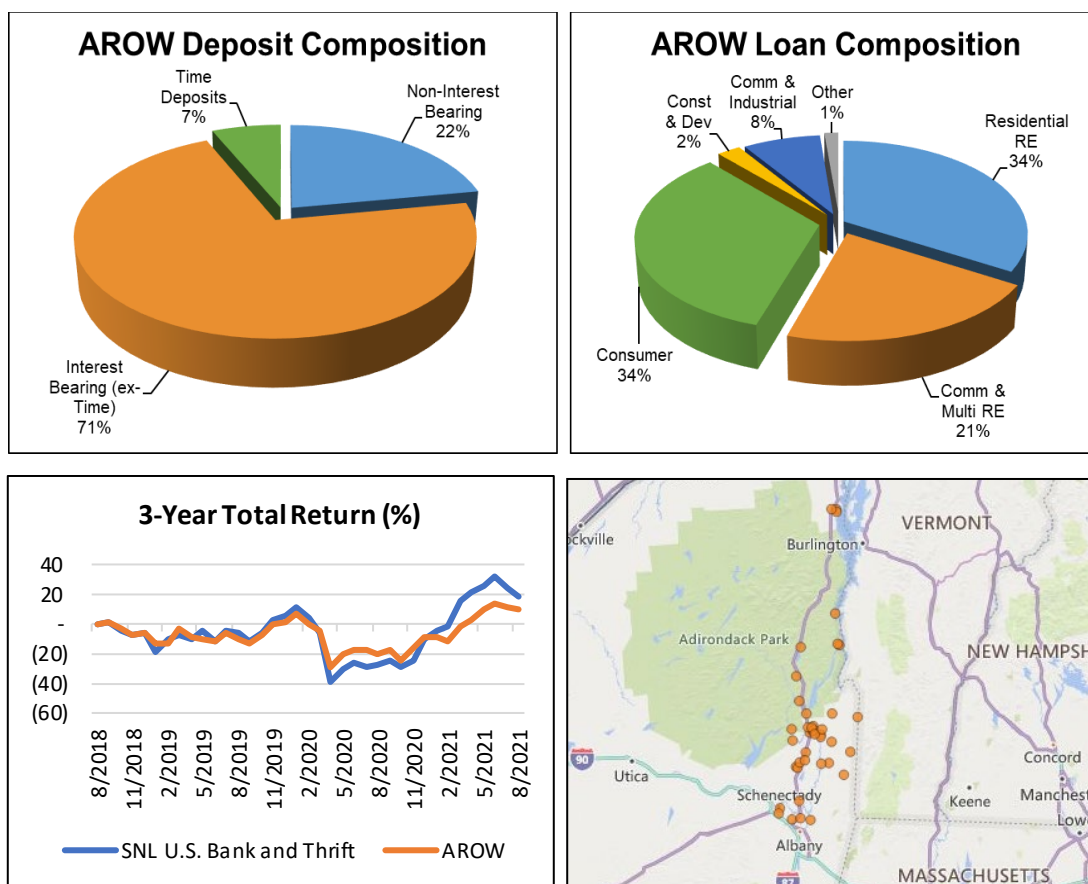 AROW Deposit Composition
Time
Deposits
7%
Non-Interest
Bearing
22%
Interest
Bearing (ex-
Time)
71%
AROW Loan Composition
Comm &
Industrial
8%
Other
1%
Const
& Dev
2%
Residential
RE
34%
Consumer
34%
Comm &
Multi RE
21%
3-Year Total Return (%)
40
20
-
(20)
(40)
(60)
8/2018
11/2018
2/2019
5/2019
8/2019
11/2019
2/2020
5/2020
8/2020
11/2020
2/2021
5/2021
8/2021
SNL U.S. Bank and Thrift
AROW
ockville
VERMONT
Burlington
Adirondack Park
NEW HAMPSH
90
Utica
Concord
Schenectady
Keene
Manchest
Low
Albany
MASSACHUSETTS
87